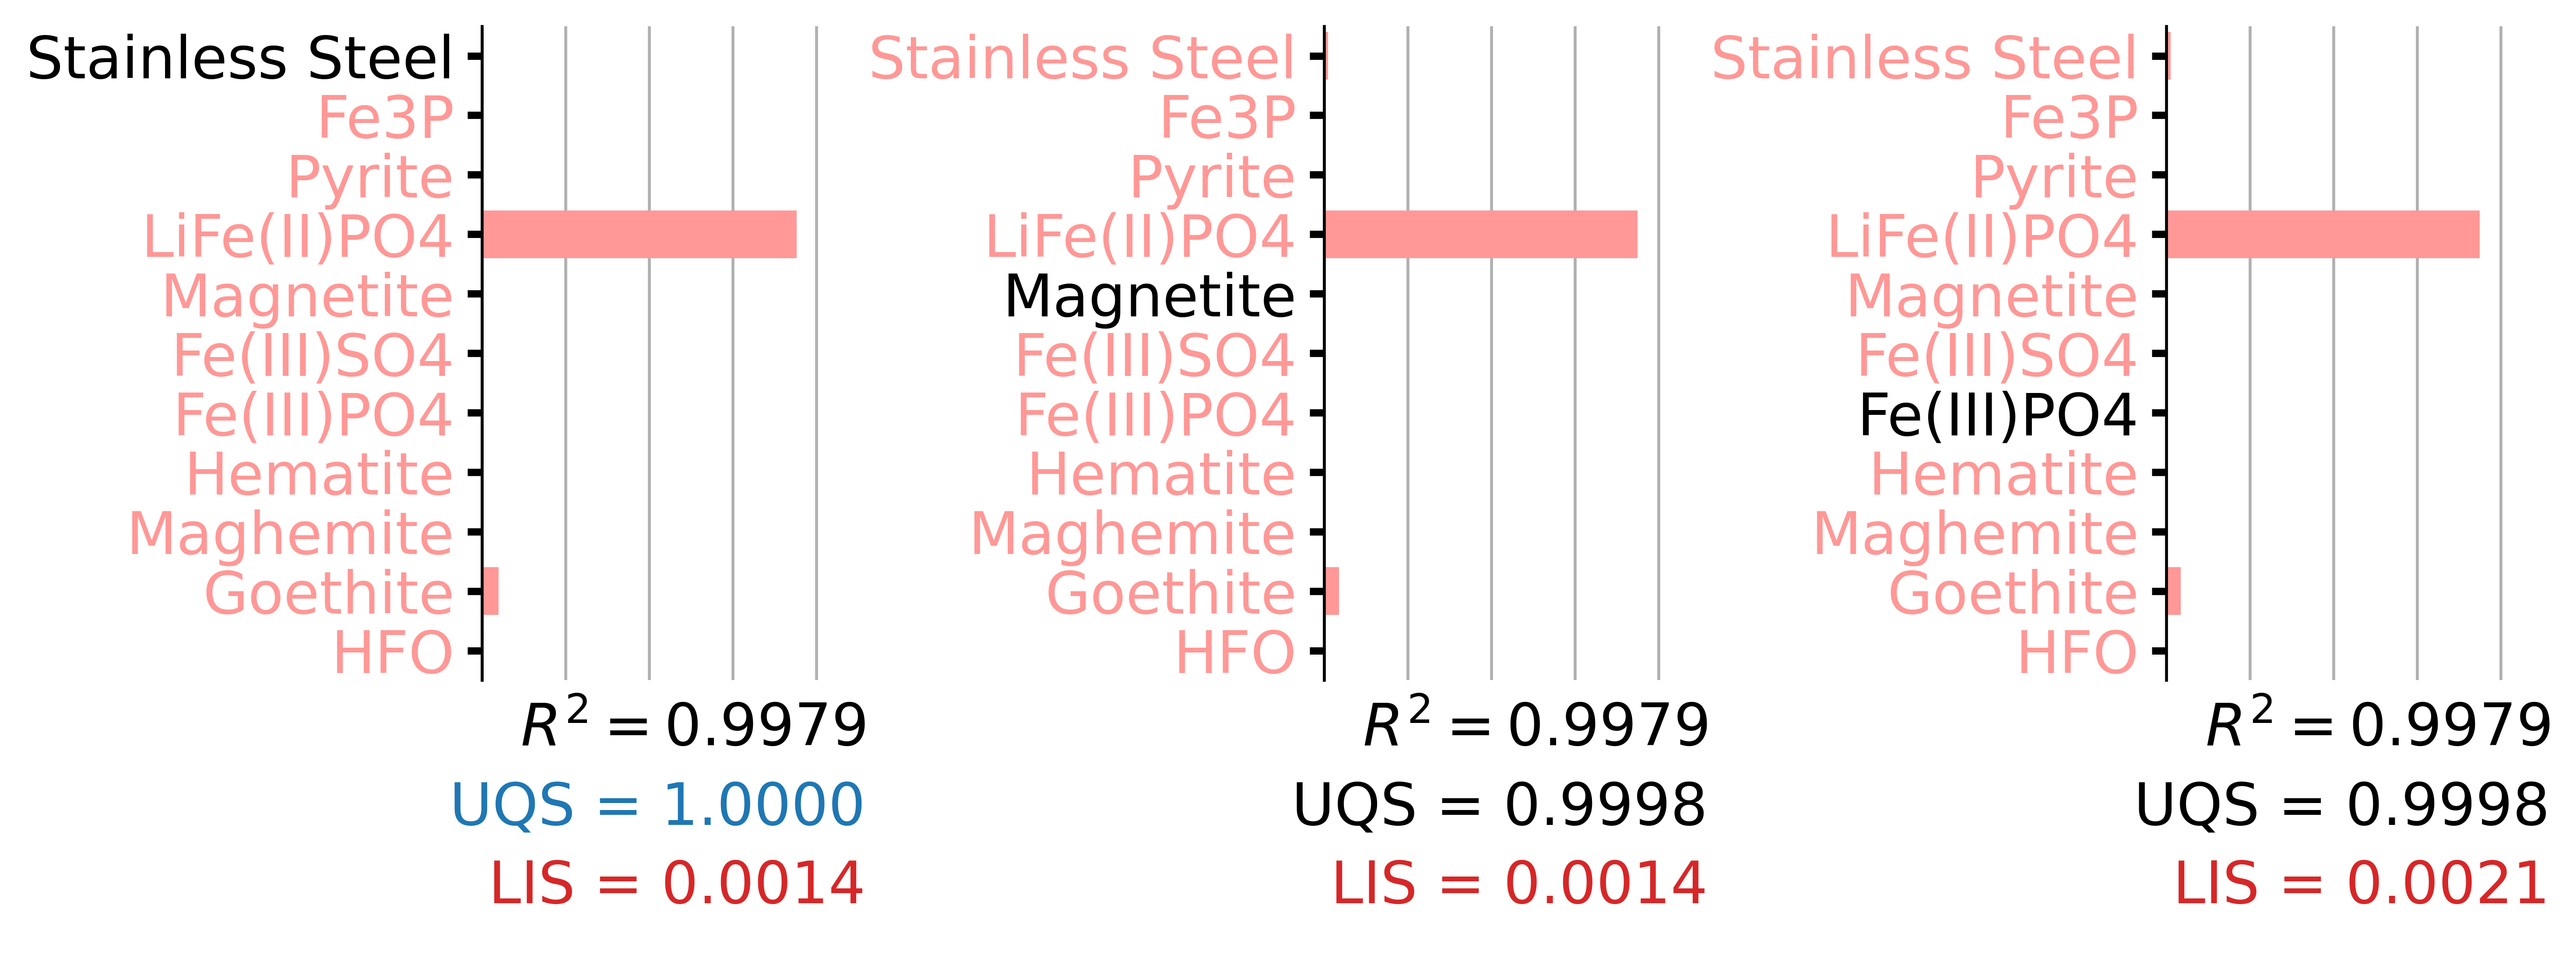 Stainless Steel
Fe3P
Pyrite
LiFe(II)PO4
Magnetite
Fe(III)SO4
Fe(III)PO4
Hematite
Maghemite
Goethite
HFO
R² = 0.9979
UQS = 1.0000
LIS = 0.0014
Stainless Steel
Fe3P
Pyrite
LiFe(II)PO4
Magnetite
Fe(III)SO4
Fe(III)PO4
Hematite
Maghemite
Goethite
HFO
R² = 0.9979
UQS = 0.9998
LIS = 0.0014
Stainless Steel
Fe3P
Pyrite
LiFe(II)PO4
Magnetite
Fe(III)SO4
Fe(III)PO4
Hematite
Maghemite
Goethite
HFO
R² = 0.9979
UQS = 0.9998
LIS = 0.0021